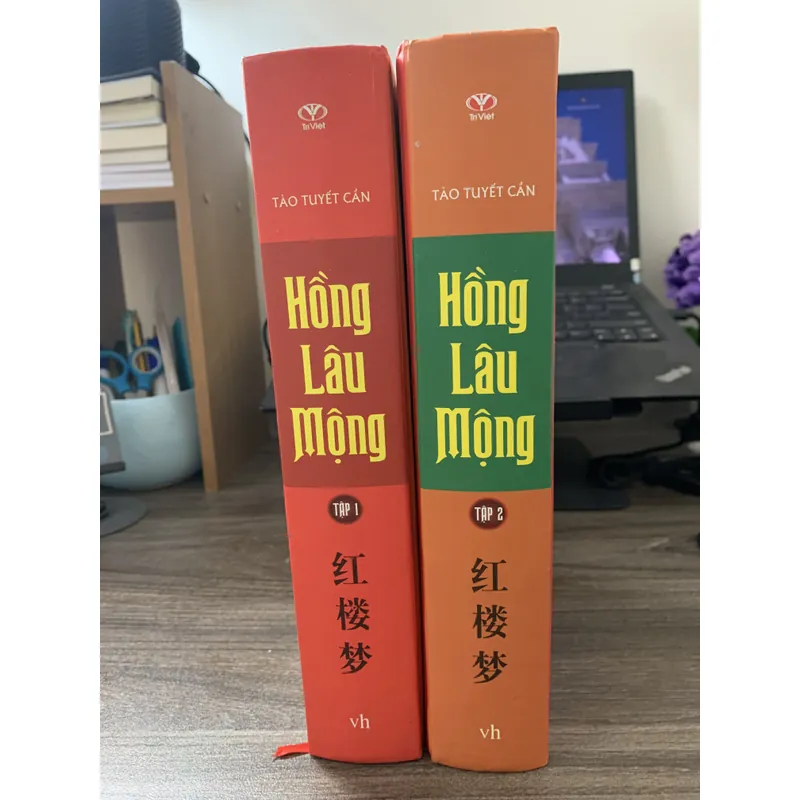 Trí Việt
TÀO TUYẾT CẦN
Hồng
Lâu
Mộng
TẬP 1
红
楼
梦
vh
Trí Việt
TÀO TUYẾT CẦN
Hồng
Lâu
Mộng
TẬP 2
红
楼
梦
vh